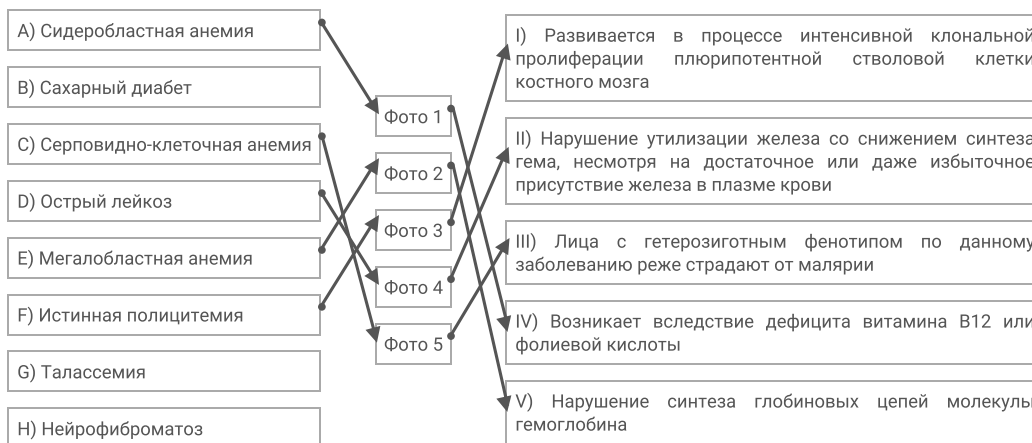 A) Сидеробластная анемия
B) Сахарный диабет
C) Серповидно-клеточная анемия
D) Острый лейкоз
E) Мегалобластная анемия
F) Истинная полицитемия
G) Талассемия
H) Нейрофиброматоз
Фото 1
Фото 2
Фото 3
Фото 4
Фото 5
I) Развивается в процессе интенсивной клональной
пролиферации плюрипотентной стволовой клетки
костного мозга
II) Нарушение утилизации железа со снижением синтеза
гема, несмотря на достаточное или даже избыточное
присутствие железа в плазме крови
III) Лица с гетерозиготным фенотипом по данному
заболеванию реже страдают от малярии
IV) Возникает вследствие дефицита витамина B12 или
фолиевой кислоты
V) Нарушение синтеза глобиновых цепей молекулы
гемоглобина